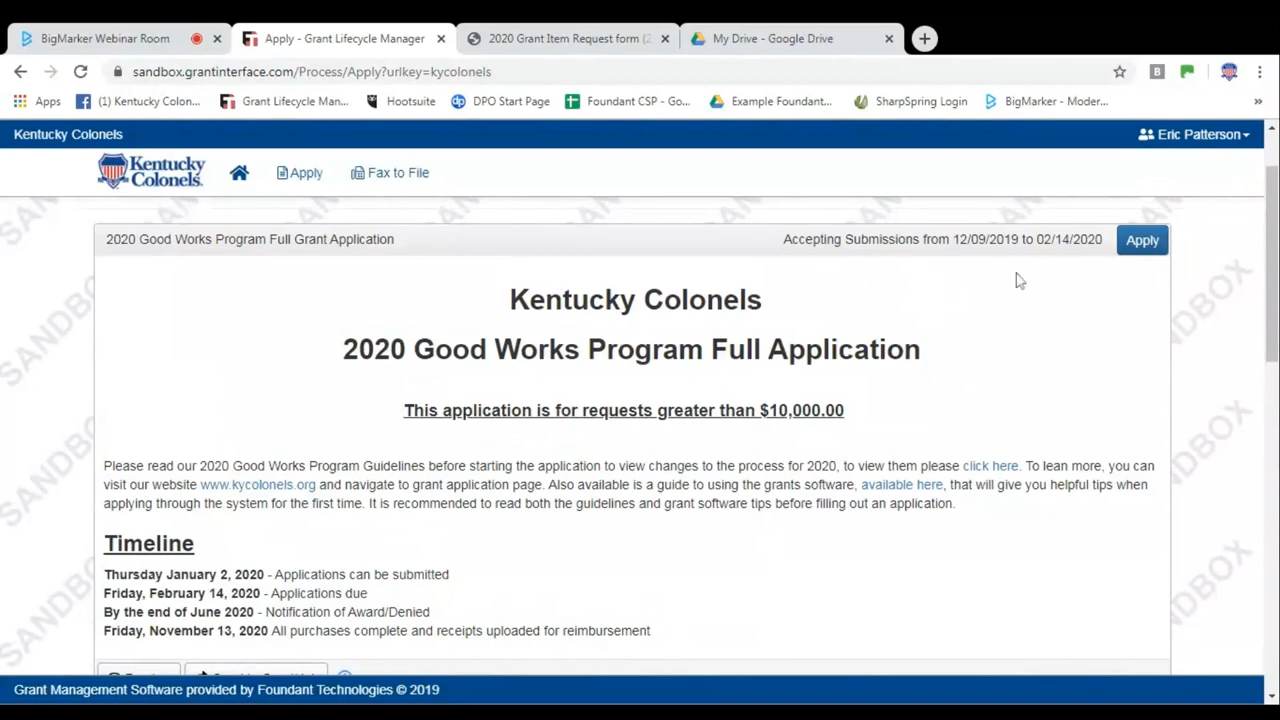 BigMarker Webinar Room
Apply - Grant Lifecycle Manager
2020 Grant Item Request form (2
My Drive - Google Drive
sandbox.grantinterface.com/Process/Apply?urlkey=kycolonels
Apps
(1) Kentucky Colon...
Grant Lifecycle Man...
Hootsuite
DPO Start Page
Foundant CSP - Go...
Example Foundant...
SharpSpring Login
BigMarker - Moder...
Kentucky Colonels
Eric Patterson
Kentucky Colonels.
Apply
Fax to File
2020 Good Works Program Full Grant Application
Accepting Submissions from 12/09/2019 to 02/14/2020
Apply
Kentucky Colonels
2020 Good Works Program Full Application
This application is for requests greater than $10,000.00
Please read our 2020 Good Works Program Guidelines before starting the application to view changes to the process for 2020, to view them please click here. To lean more, you can
visit our website www.kycolonels.org and navigate to grant application page. Also available is a guide to using the grants software, available here, that will give you helpful tips when
applying through the system for the first time. It is recommended to read both the guidelines and grant software tips before filling out an application.
Timeline
Thursday January 2, 2020 - Applications can be submitted
Friday, February 14, 2020 - Applications due
By the end of June 2020 - Notification of Award/Denied
Friday, November 13, 2020 All purchases complete and receipts uploaded for reimbursement
Grant Management Software provided by Foundant Technologies © 2019
SANDBOX